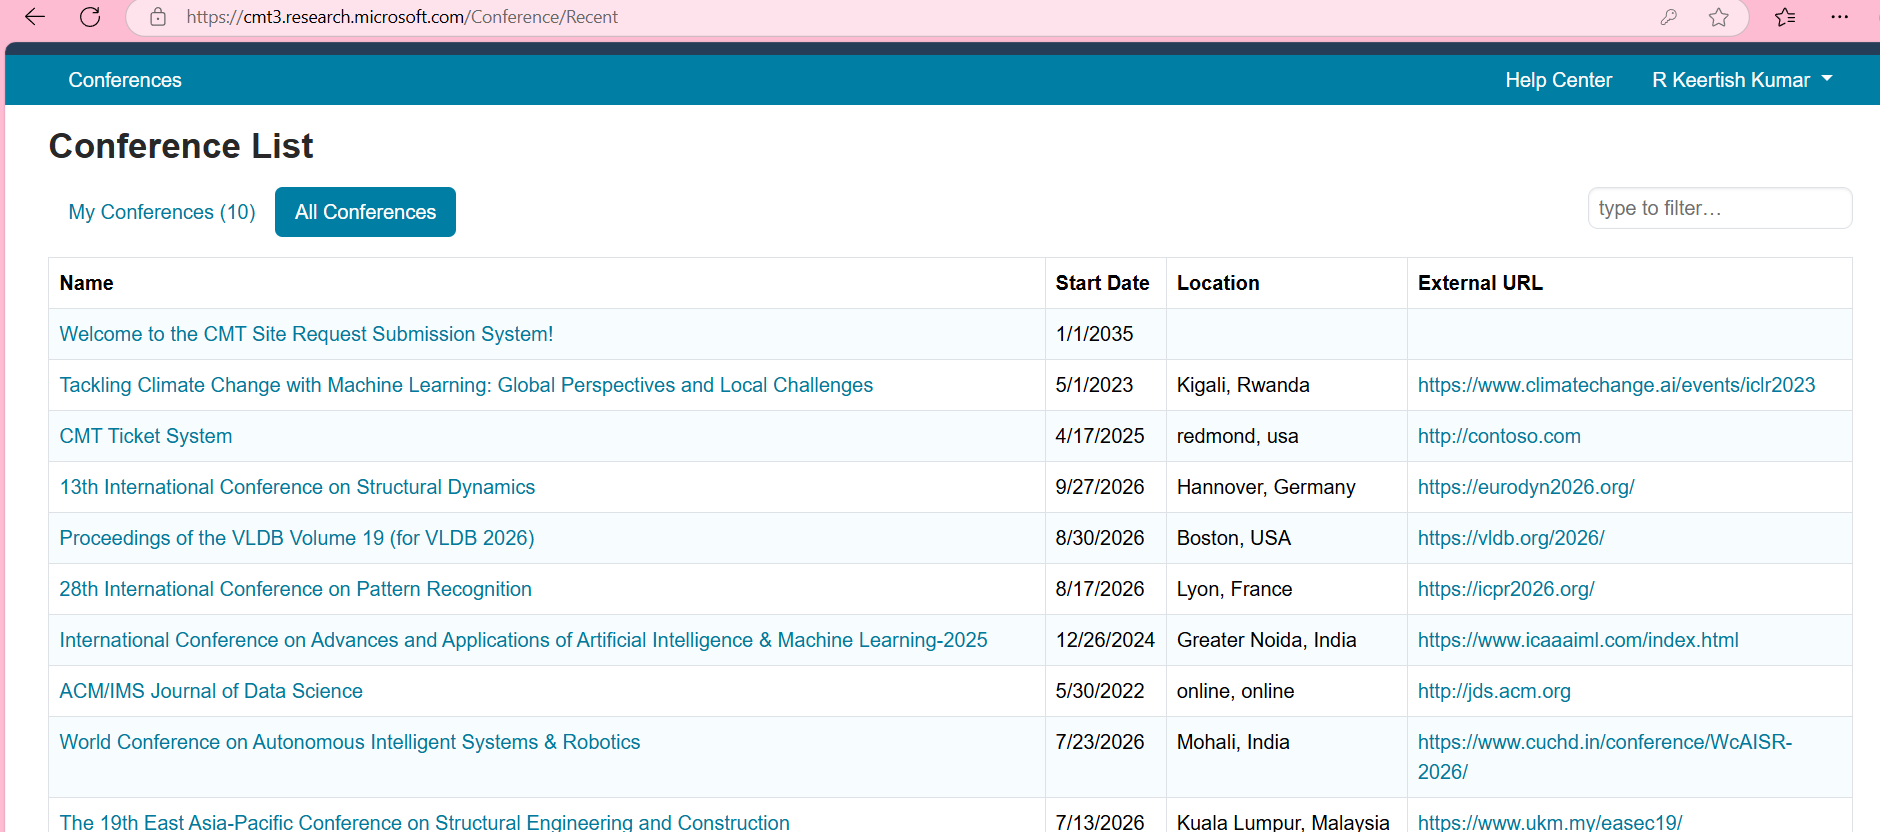 https://cmt3.research.microsoft.com/Conference/Recent
Conferences Help Center R Keertish Kumar
Conference List
My Conferences (10) All Conferences type to filter...
Name Start Date Location External URL
Welcome to the CMT Site Request Submission System! 1/1/2035
Tackling Climate Change with Machine Learning: Global Perspectives and Local Challenges 5/1/2023 Kigali, Rwanda https://www.climatechange.ai/events/iclr2023
CMT Ticket System 4/17/2025 redmond, usa http://contoso.com
13th International Conference on Structural Dynamics 9/27/2026 Hannover, Germany https://eurodyn2026.org/
Proceedings of the VLDB Volume 19 (for VLDB 2026) 8/30/2026 Boston, USA https://vldb.org/2026/
28th International Conference on Pattern Recognition 8/17/2026 Lyon, France https://icpr2026.org/
International Conference on Advances and Applications of Artificial Intelligence & Machine Learning-2025 12/26/2024 Greater Noida, India https://www.icaaaiml.com/index.html
ACM/IMS Journal of Data Science 5/30/2022 online, online http://jds.acm.org
World Conference on Autonomous Intelligent Systems & Robotics 7/23/2026 Mohali, India https://www.cuchd.in/conference/WcAISR-
2026/
The 19th East Asia-Pacific Conference on Structural Engineering and Construction 7/13/2026 Kuala Lumpur, Malaysia https://www.ukm.my/easec19/